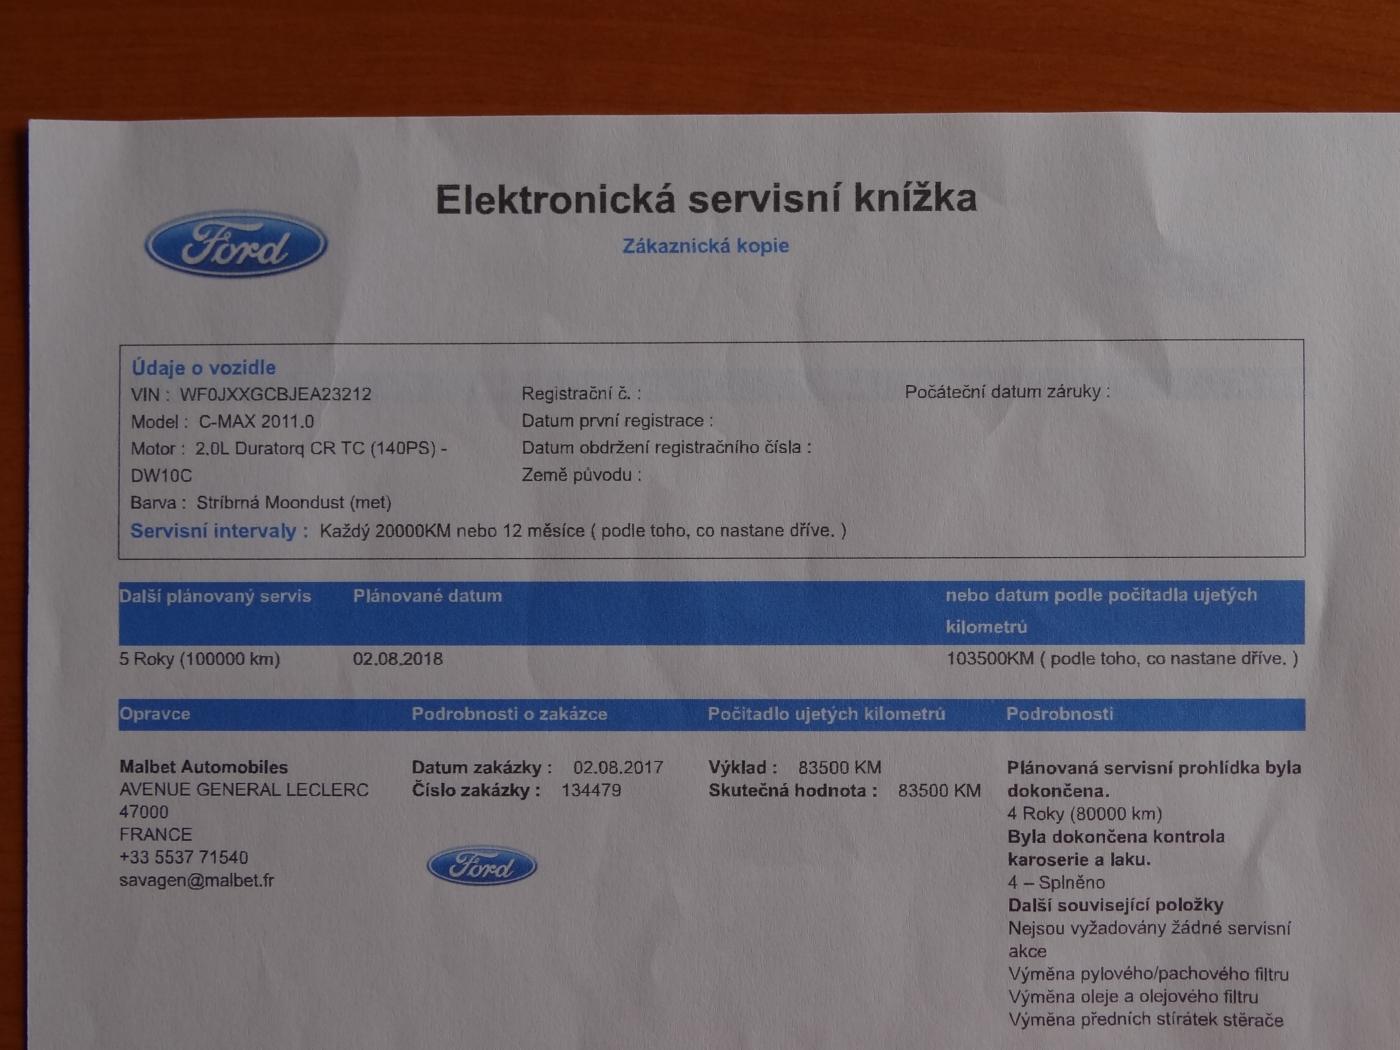 Elektronická servisní knížka
Ford
Zákaznická kopie
Údaje o vozidle
VIN : WF0JXXGCBJEA23212
Model : C-MAX 2011.0
Motor : 2,0L Duratorq CR TC (140PS) -
DW10C
Barva : Stríbrná Moondust (met)
Registrační č. :
Datum první registrace :
Datum obdržení registračního čísla :
Země původu :
Počáteční datum záruky :
Servisní intervaly : Každý 20000KM nebo 12 měsíce ( podle toho, co nastane dříve. )
Další plánovaný servis Plánované datum nebo datum podle počitadla ujetých
kilometrů
5 Roky (100000 km) 02.08.2018 103500KM ( podle toho, co nastane dříve. )
Opravce Podrobnosti o zakázce Počitadlo ujetých kilometrů Podrobnosti
Malbet Automobiles
AVENUE GENERAL LECLERC
47000
FRANCE
+33 5537 71540
savagen@malbet.fr
Datum zakázky : 02.08.2017
Číslo zakázky : 134479
Ford
Výklad : 83500 KM
Skutečná hodnota : 83500 KM
Plánovaná servisní prohlídka byla
dokončena.
4 Roky (80000 km)
Byla dokončena kontrola
karoserie a laku.
4 – Splněno
Další související položky
Nejsou vyžadovány žádné servisní
akce
Výměna pylového/pachového filtru
Výměna oleje a olejového filtru
Výměna předních stírátek stěrače